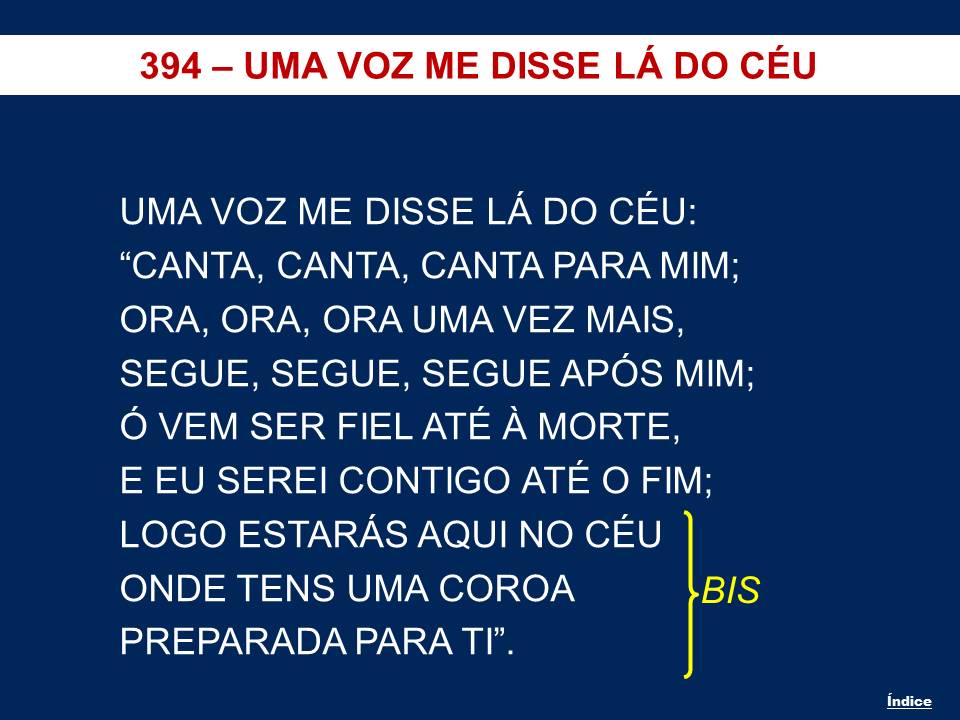 394 – UMA VOZ ME DISSE LÁ DO CÉU
UMA VOZ ME DISSE LÁ DO CÉU:
“CANTA, CANTA, CANTA PARA MIM;
ORA, ORA, ORA UMA VEZ MAIS,
SEGUE, SEGUE, SEGUE APÓS MIM;
Ó VEM SER FIEL ATÉ À MORTE,
E EU SEREI CONTIGO ATÉ O FIM;
LOGO ESTARÁS AQUI NO CÉU
ONDE TENS UMA COROA
PREPARADA PARA TI”.
BIS
Índice